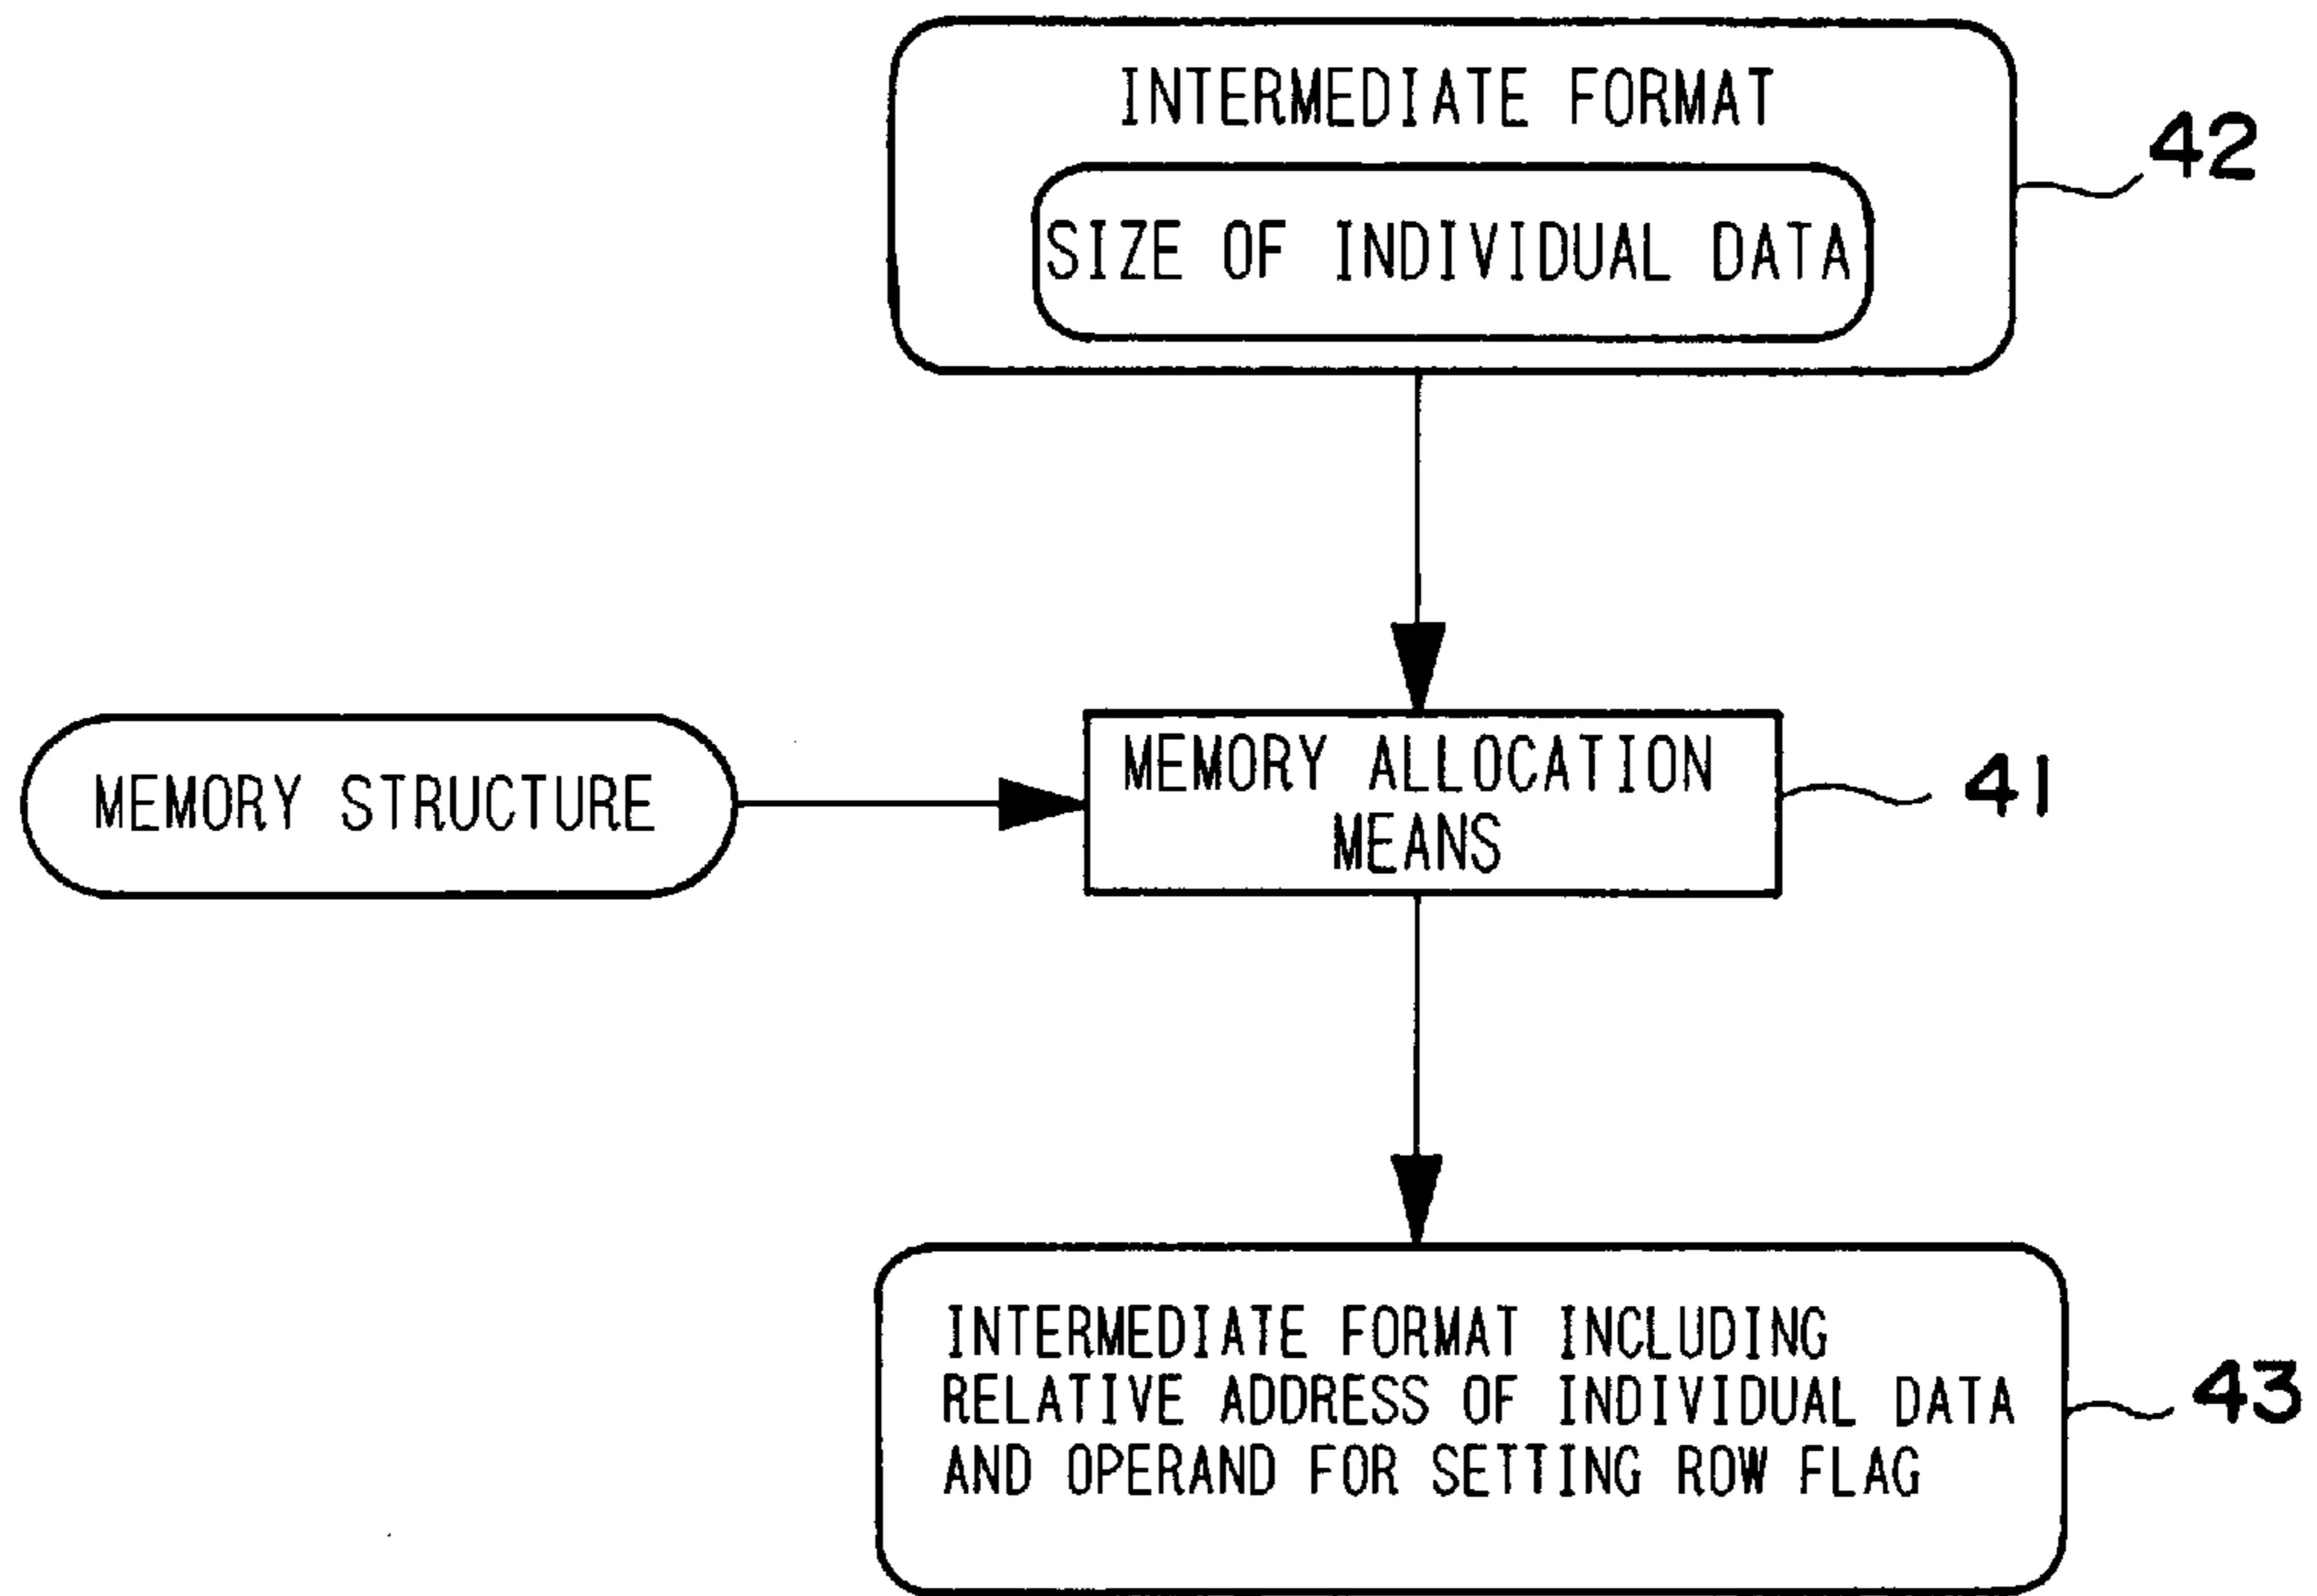 INTERMEDIATE FORMAT
42
SIZE OF INDIVIDUAL DATA
MEMORY STRUCTURE
MEMORY ALLOCATION
MEANS
41
INTERMEDIATE FORMAT INCLUDING
RELATIVE ADDRESS OF INDIVIDUAL DATA
AND OPERAND FOR SETTING ROW FLAG
43